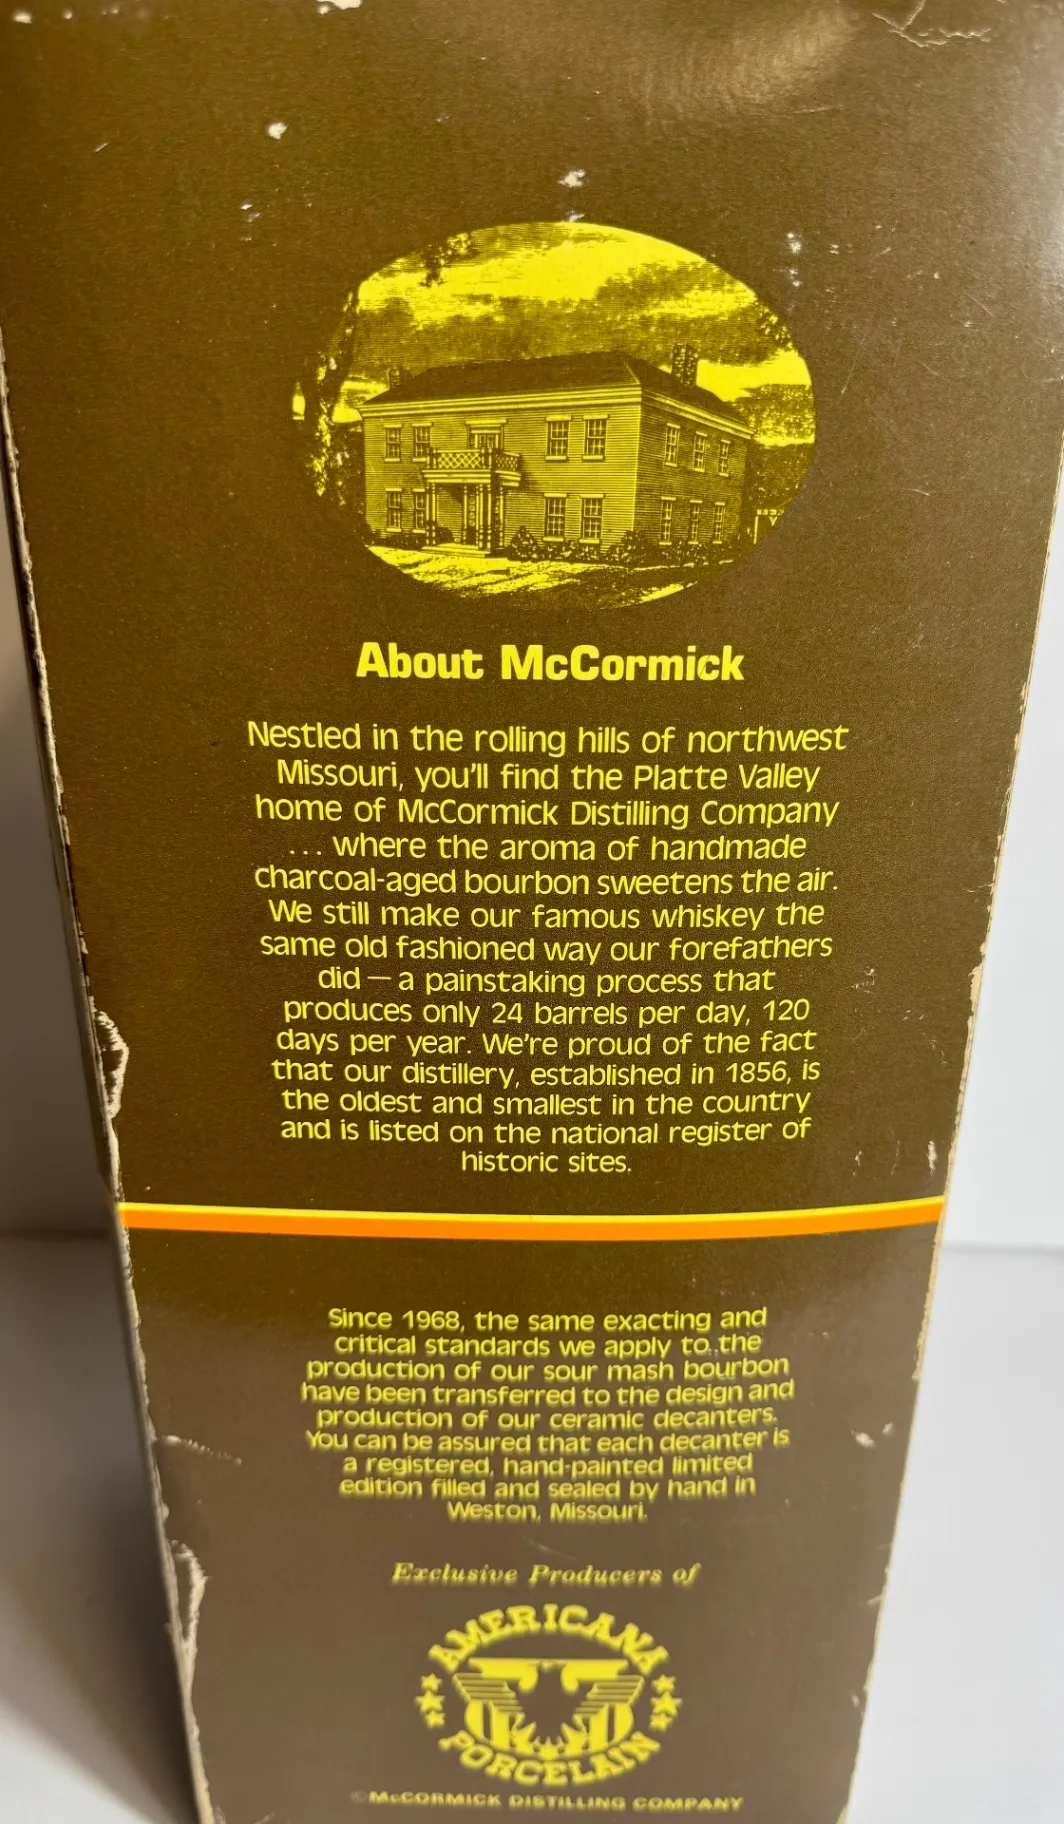 About McCormick
Nestled in the rolling hills of northwest
Missouri, you'll find the Platte Valley
home of McCormick Distilling Company
... where the aroma of handmade
charcoal-aged bourbon sweetens the air.
We still make our famous whiskey the
same old fashioned way our forefathers
did — a painstaking process that
produces only 24 barrels per day, 120
days per year. We're proud of the fact
that our distillery, established in 1856, is
the oldest and smallest in the country
and is listed on the national register of
historic sites.
Since 1968, the same exacting and
critical standards we apply to the
production of our sour mash bourbon
have been transferred to the design and
production of our ceramic decanters.
You can be assured that each decanter is
a registered, hand-painted limited
edition filled and sealed by hand in
Weston, Missouri.
Exclusive Producers of
AMERICANA
PORCELAIN
© McCORMICK DISTILLING COMPANY